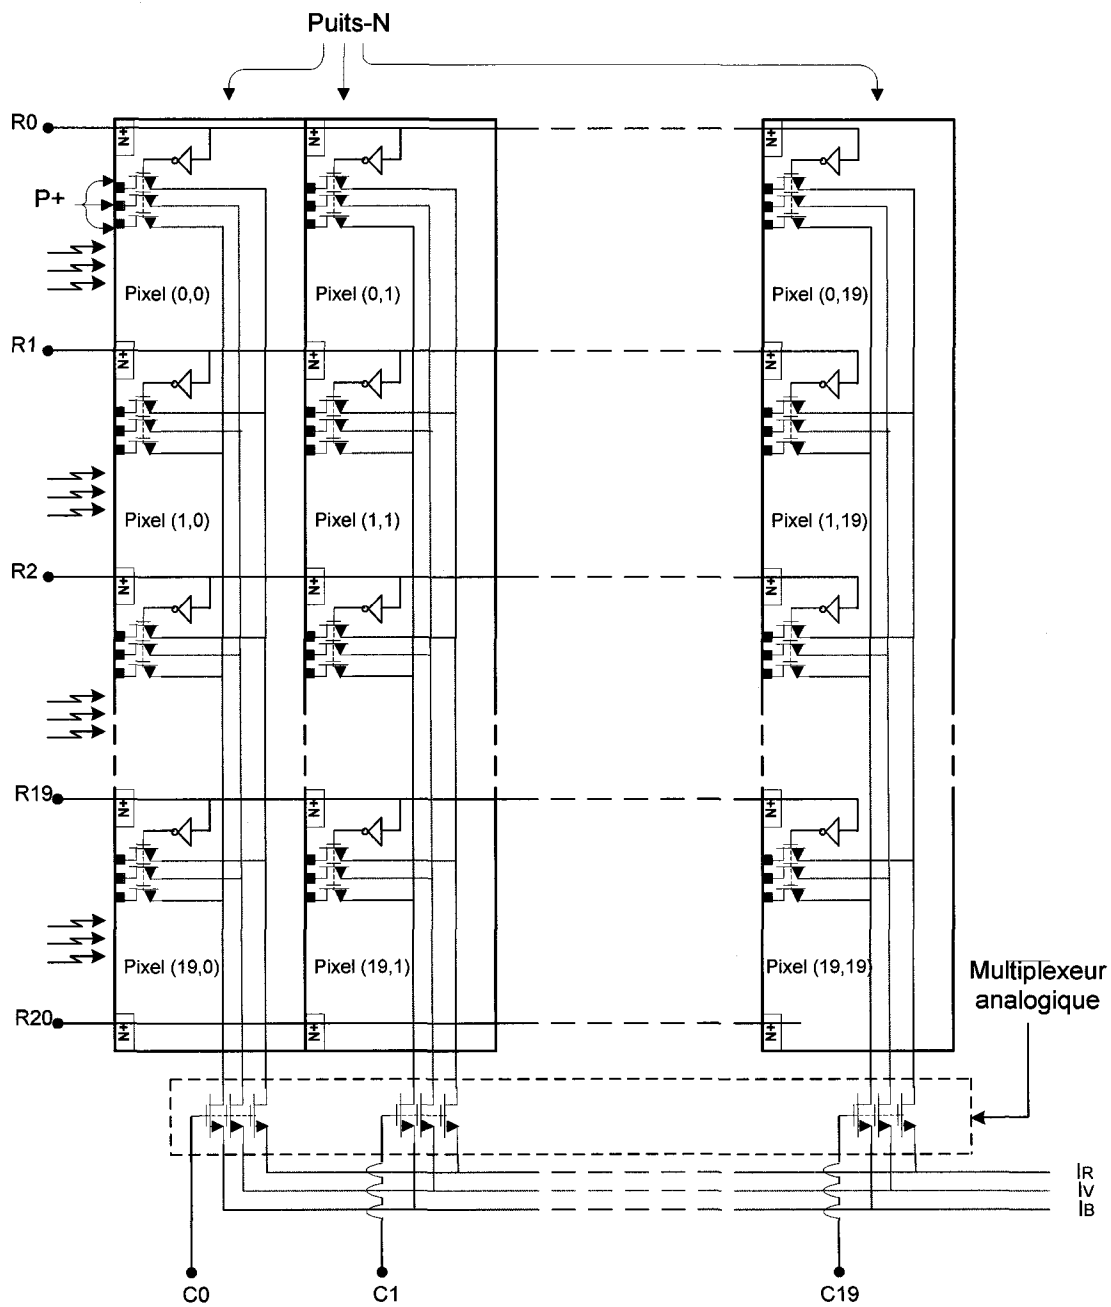 Puits-N
R0
N+
N+
N+
P+
Pixel (0,0)
Pixel (0,1)
Pixel (0,19)
R1
N+
N+
N+
Pixel (1,0)
Pixel (1,1)
Pixel (1,19)
R2
N+
N+
N+
R19
N+
N+
N+
Pixel (19,0)
Pixel (19,1)
Pixel (19,19)
Multiplexeur
analogique
R20
N+
N+
N+
IR
IV
IB
C0
C1
C19